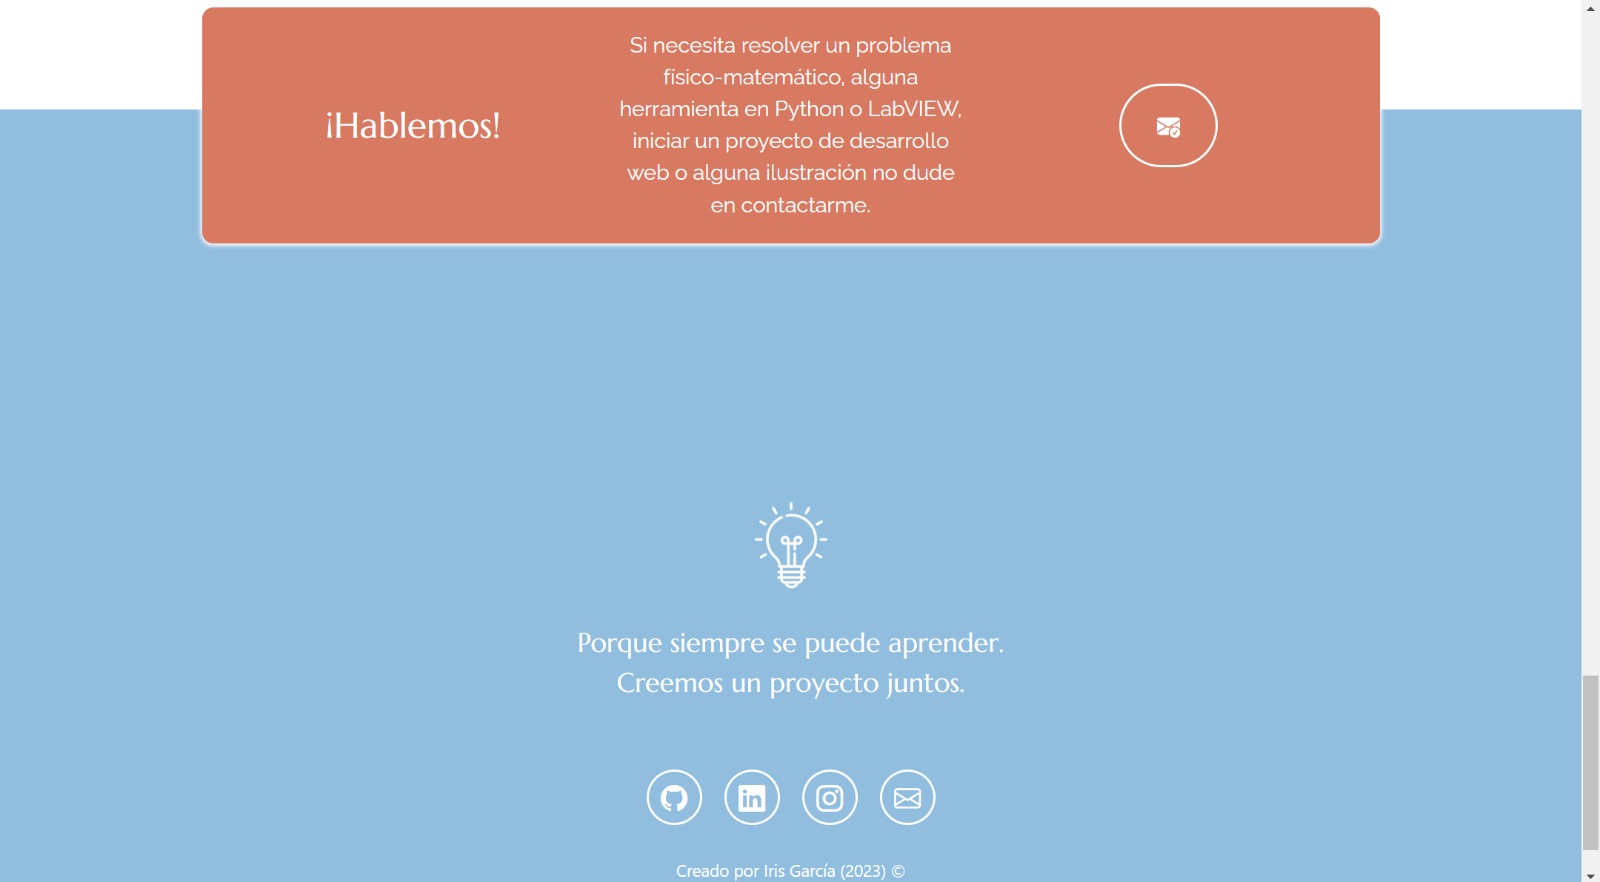 ¡Hablemos!
Si necesita resolver un problema
físico-matemático, alguna
herramienta en Python o LabVIEW,
iniciar un proyecto de desarrollo
web o alguna ilustración no dude
en contactarme.
Porque siempre se puede aprender.
Creemos un proyecto juntos.
Creado por Iris García (2023) ©